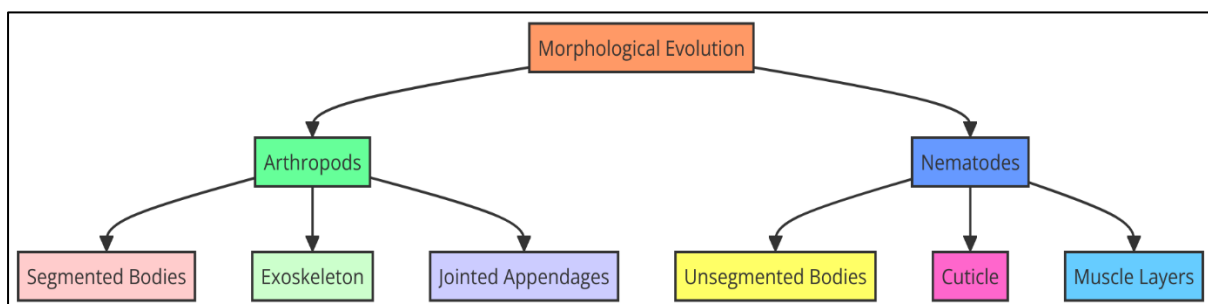 Morphological Evolution
Arthropods
Nematodes
Segmented Bodies
Exoskeleton
Jointed Appendages
Unsegmented Bodies
Cuticle
Muscle Layers